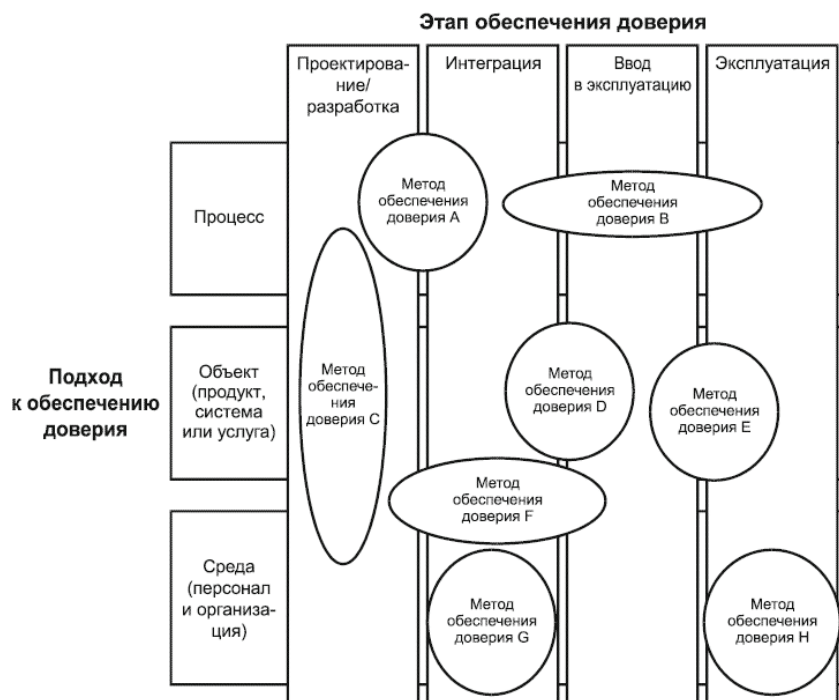 Этап обеспечения доверия
Проектирова-
ние/
разработка
Интеграция
Ввод
в эксплуатацию
Эксплуатация
Процесс
Метод
обеспечения
доверия A
Метод
обеспечения
доверия B
Подход
к обеспечению
доверия
Объект
(продукт,
система
или услуга)
Метод
обеспече-
ния
доверия C
Метод
обеспечения
доверия D
Метод
обеспечения
доверия E
Метод
обеспечения
доверия F
Среда
(персонал
и организа-
ция)
Метод
обеспечения
доверия G
Метод
обеспечения
доверия H